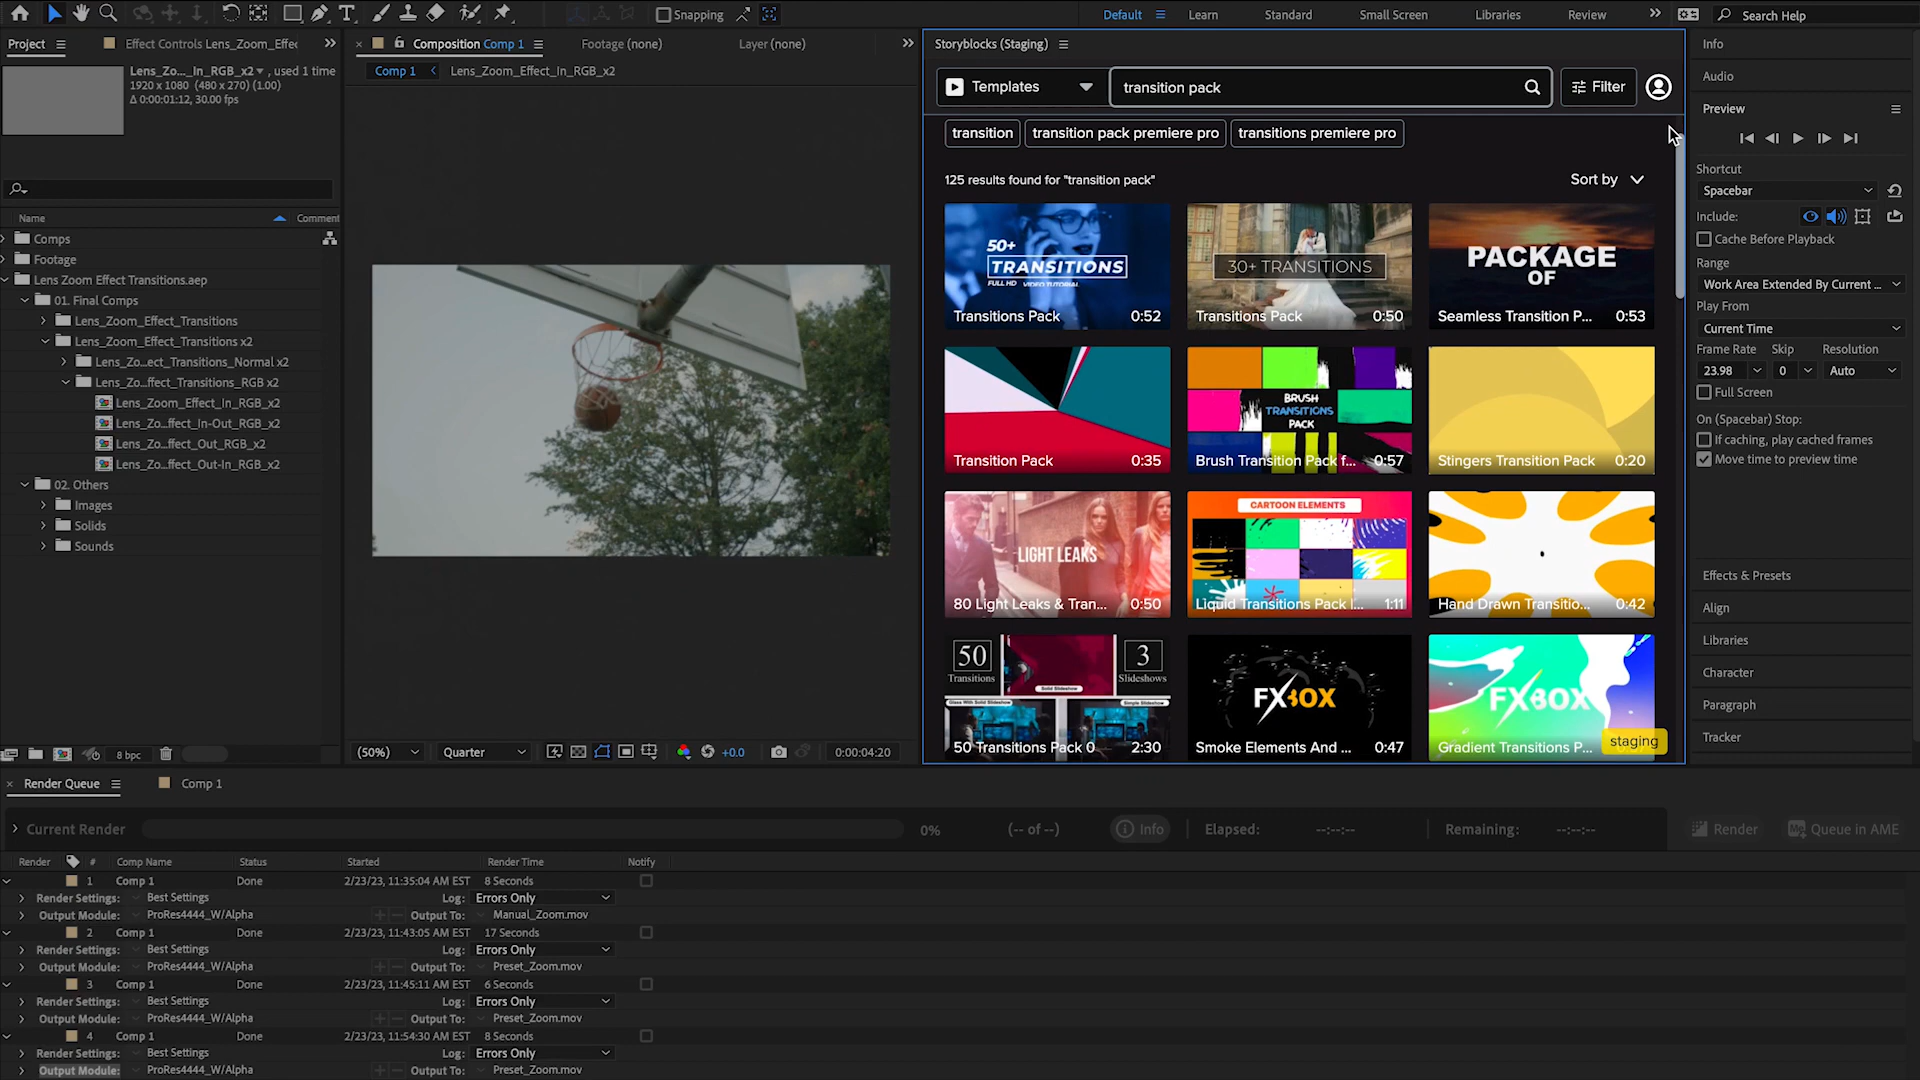 Snapping
Default
Learn
Standard
Small Screen
Libraries
Review
Search Help
Project
Effect Controls Lens_Zoom_Effec
Lens_Zo..._In_RGB_x2 , used 1 time
1920 x 1080 (480 x 270) (1.00)
Δ 0:00:01:12, 30.00 fps
Name
Comment
Comps
Footage
Lens Zoom Effect Transitions.aep
01. Final Comps
Lens_Zoom_Effect_Transitions
Lens_Zoom_Effect_Transitions x2
Lens_Zo...ect_Transitions_Normal x2
Lens_Zo...ffect_Transitions_RGB x2
Lens_Zoom_Effect_In_RGB_x2
Lens_Zo...ffect_In-Out_RGB_x2
Lens_Zo...ffect_Out_RGB_x2
Lens_Zo...ffect_Out-In_RGB_x2
02. Others
Images
Solids
Sounds
8 bpc
Composition Comp 1
Footage (none)
Layer (none)
Comp 1
Lens_Zoom_Effect_In_RGB_x2
(50%)
Quarter
+0.0
0:00:04:20
Storyblocks (Staging)
Templates
transition pack
Filter
transition
transition pack premiere pro
transitions premiere pro
125 results found for "transition pack"
Sort by
50+
TRANSITIONS
FULL HD VIDEO TUTORIAL
Transitions Pack 0:52
30+ TRANSITIONS
Transitions Pack 0:50
PACKAGE
OF
Seamless Transition P... 0:53
Transition Pack 0:35
BRUSH
TRANSITIONS
PACK
Brush Transition Pack f... 0:57
Stingers Transition Pack 0:20
LIGHT LEAKS
80 Light Leaks & Tran... 0:50
CARTOON ELEMENTS
Liquid Transitions Pack I... 1:11
Hand Drawn Transitio... 0:42
50
Transitions
3
Slideshows
Solid Slideshow
Glass With Solid Slideshow
Simple Slideshow
50 Transitions Pack 0 2:30
FXBOX
Smoke Elements And ... 0:47
FXBOX
Gradient Transitions P...
staging
Info
Audio
Preview
Shortcut
Spacebar
Include:
Cache Before Playback
Range
Work Area Extended By Current ...
Play From
Current Time
Frame Rate Skip Resolution
23.98 0 Auto
Full Screen
On (Spacebar) Stop:
If caching, play cached frames
Move time to preview time
Effects & Presets
Align
Libraries
Character
Paragraph
Tracker
Render Queue
Comp 1
Current Render
0%
(-- of --)
Info
Elapsed: --:--:--
Remaining: --:--:--
Render
Queue in AME
Render # Comp Name Status Started Render Time Notify
1 Comp 1 Done 2/23/23, 11:35:04 AM EST 8 Seconds
Render Settings: Best Settings Log: Errors Only
Output Module: ProRes4444_W/Alpha Output To: Manual_Zoom.mov
2 Comp 1 Done 2/23/23, 11:43:05 AM EST 17 Seconds
Render Settings: Best Settings Log: Errors Only
Output Module: ProRes4444_W/Alpha Output To: Preset_Zoom.mov
3 Comp 1 Done 2/23/23, 11:45:11 AM EST 6 Seconds
Render Settings: Best Settings Log: Errors Only
Output Module: ProRes4444_W/Alpha Output To: Preset_Zoom.mov
4 Comp 1 Done 2/23/23, 11:54:30 AM EST 8 Seconds
Render Settings: Best Settings Log: Errors Only
Output Module: ProRes4444_W/Alpha Output To: Preset_Zoom.mov